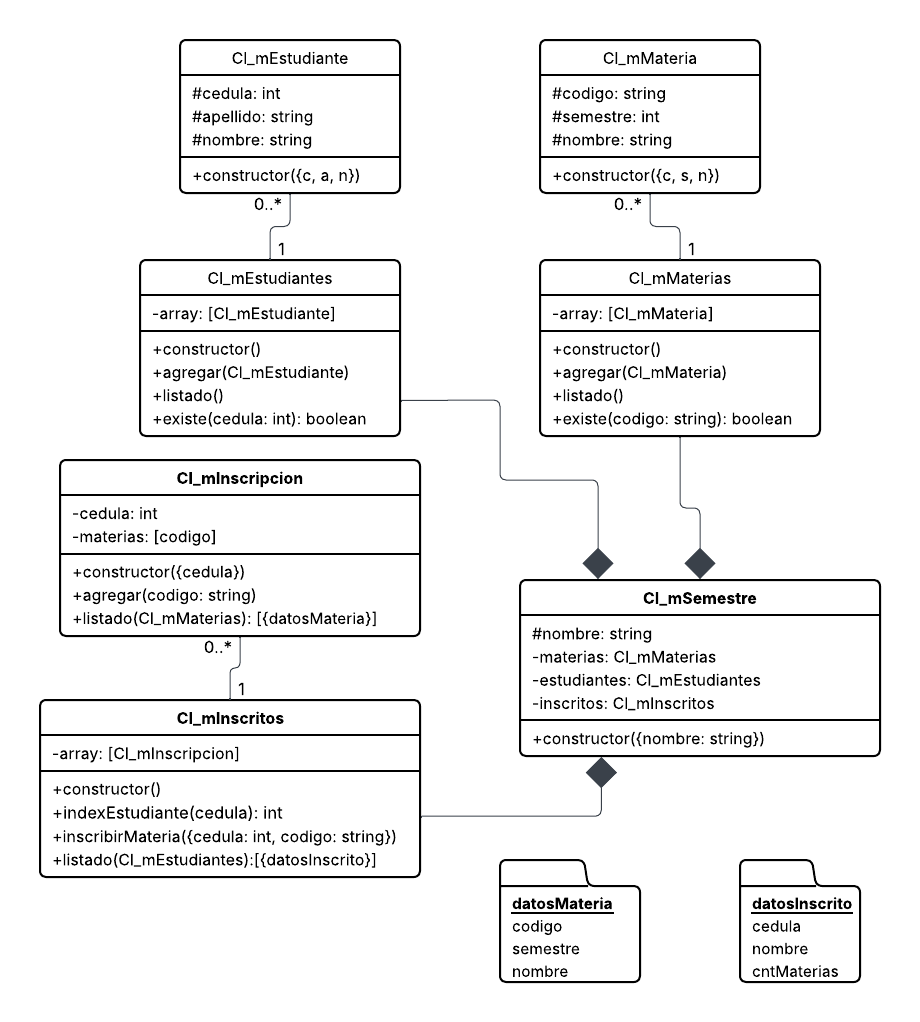 Cl_mEstudiante
#cedula: int
#apellido: string
#nombre: string
+constructor({c, a, n})
0..*
1
Cl_mMateria
#codigo: string
#semestre: int
#nombre: string
+constructor({c, s, n})
0..*
1
Cl_mEstudiantes
-array: [Cl_mEstudiante]
+constructor()
+agregar(Cl_mEstudiante)
+listado()
+existe(cedula: int): boolean
Cl_mMaterias
-array: [Cl_mMateria]
+constructor()
+agregar(Cl_mMateria)
+listado()
+existe(codigo: string): boolean
Cl_mInscripcion
-cedula: int
-materias: [codigo]
+constructor({cedula})
+agregar(codigo: string)
+listado(Cl_mMaterias): [{datosMateria}]
0..*
1
Cl_mSemestre
#nombre: string
-materias: Cl_mMaterias
-estudiantes: Cl_mEstudiantes
-inscritos: Cl_mInscritos
+constructor({nombre: string})
Cl_mInscritos
-array: [Cl_mInscripcion]
+constructor()
+indexEstudiante(cedula): int
+inscribirMateria({cedula: int, codigo: string})
+listado(Cl_mEstudiantes):[{datosInscrito}]
datosMateria
codigo
semestre
nombre
datosInscrito
cedula
nombre
cntMaterias